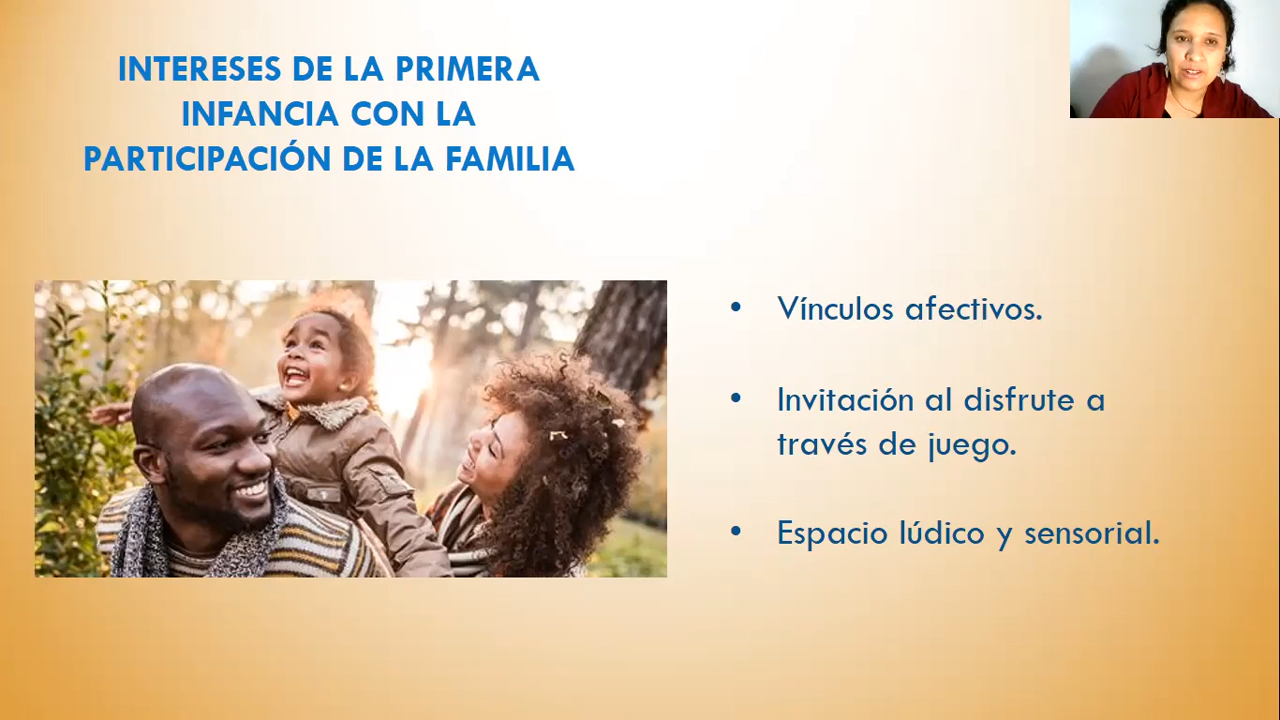 INTERESES DE LA PRIMERA
INFANCIA CON LA
PARTICIPACIÓN DE LA FAMILIA
• Vínculos afectivos.
• Invitación al disfrute a
través de juego.
• Espacio lúdico y sensorial.